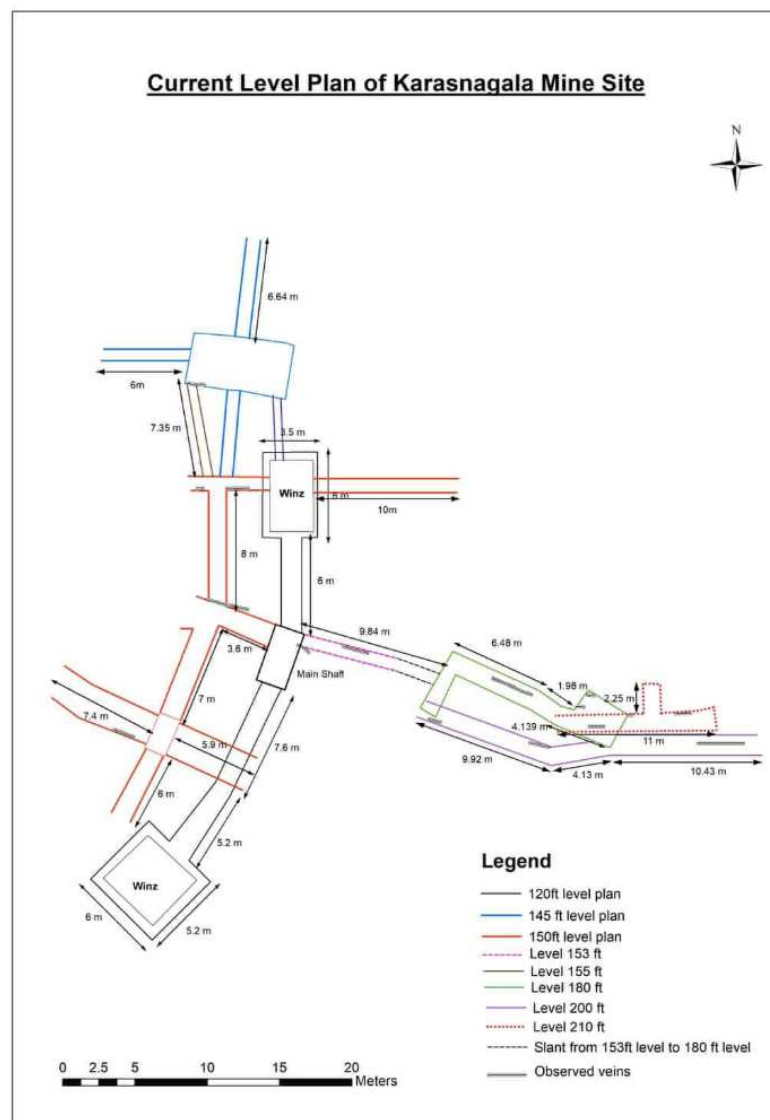 Current Level Plan of Karasnagala Mine Site
N
6.64 m
6m
7.35 m
3.5 m
Winz
6 m
10m
8 m
6 m
9.84 m
6.48 m
3.6 m
Main Shaft
1.98 m
2.25 m
7 m
7.4 m
4.139 m
11 m
5.9 m
7.6 m
9.92 m
4.13 m
10.43 m
6 m
5.2 m
Winz
6 m
5.2 m
Legend
120ft level plan
145 ft level plan
150ft level plan
Level 153 ft
Level 155 ft
Level 180 ft
Level 200 ft
Level 210 ft
Slant from 153ft level to 180 ft level
Observed veins
0 2.5 5 10 15 20
Meters